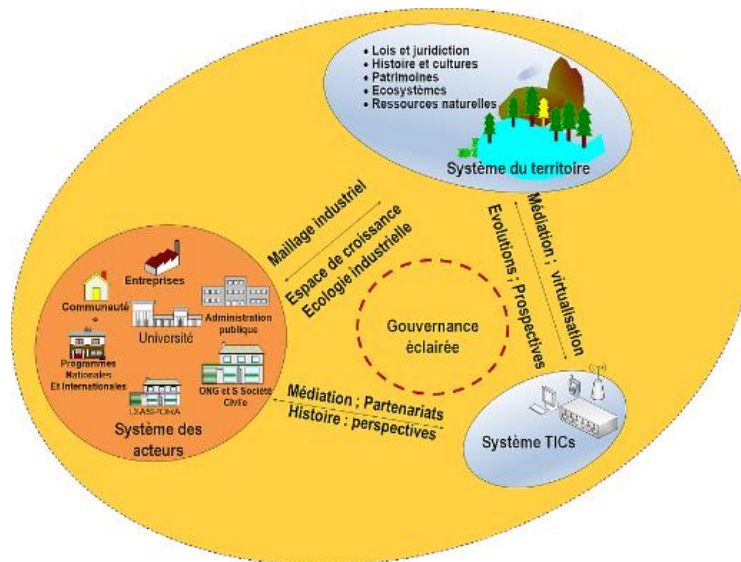 • Lois et juridiction
• Histoire et cultures
• Patrimoines
• Ecosystèmes
• Ressources naturelles
Système du territoire
Maillage industriel
Espace de croissance
Ecologie industrielle
Médiation ; virtualisation
Evolutions ; Prospectives
Gouvernance
éclairée
Entreprises
Communauté
Université
Administration
publique
Programmes
Nationales
Et Internationales
DIASPORA
ONG et S Société
Civile
Système des
acteurs
Médiation ; Partenariats
Histoire ; perspectives
Système TICs